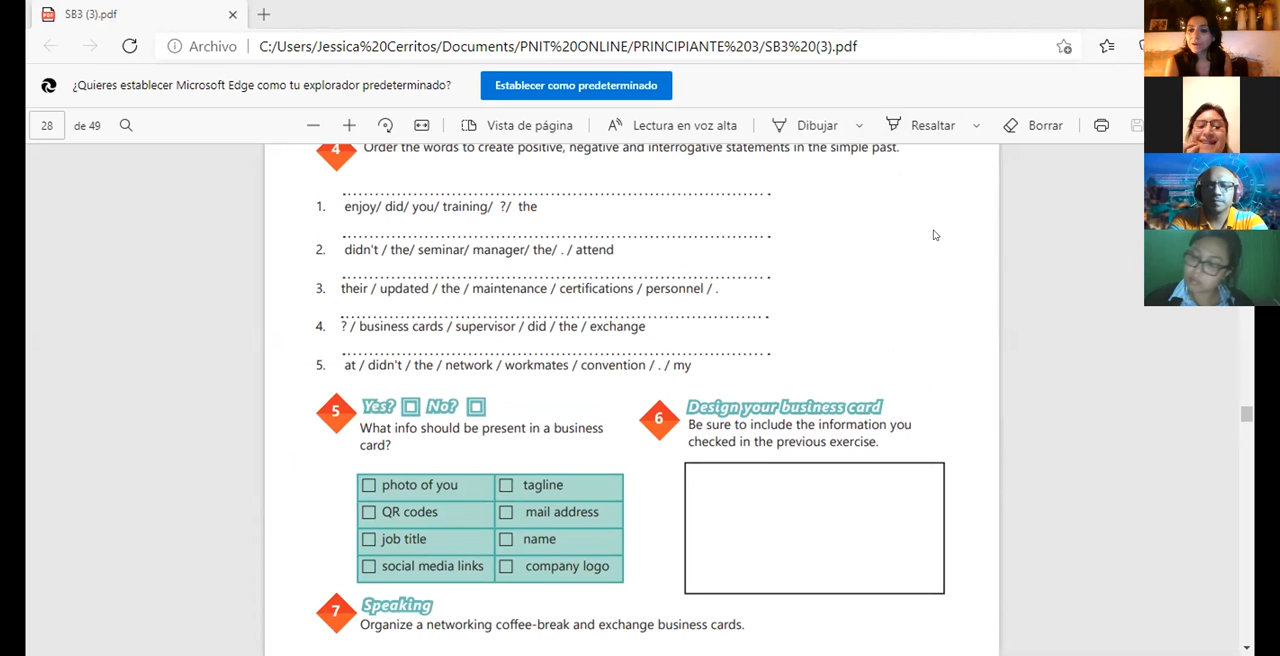 SB3 (3).pdf
Archivo C:/Users/Jessica%20Cerritos/Documents/PNIT%20ONLINE/PRINCIPIANTE%203/SB3%20(3).pdf
¿Quieres establecer Microsoft Edge como tu explorador predeterminado? Establecer como predeterminado
28 de 49 Vista de página Lectura en voz alta Dibujar Resaltar Borrar
4 Order the words to create positive, negative and interrogative statements in the simple past.
1. enjoy/ did/ you/ training/ ?/ the
2. didn't / the/ seminar/ manager/ the/ . / attend
3. their / updated / the / maintenance / certifications / personnel / .
4. ? / business cards / supervisor / did / the / exchange
5. at / didn't / the / network / workmates / convention / . / my
5 Yes? No?
What info should be present in a business
card?
photo of you tagline
QR codes mail address
job title name
social media links company logo
6 Design your business card
Be sure to include the information you
checked in the previous exercise.
7 Speaking
Organize a networking coffee-break and exchange business cards.